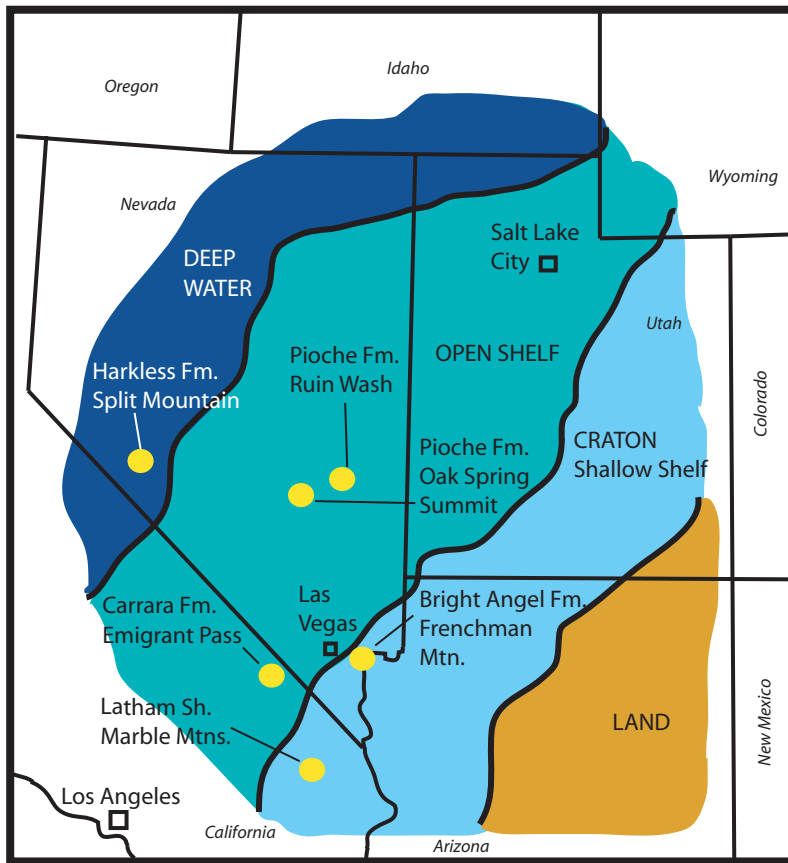 Idaho
Oregon
Wyoming
Nevada
Salt Lake
City
DEEP
WATER
Utah
Pioche Fm.
Ruin Wash
OPEN SHELF
Harkless Fm.
Split Mountain
Colorado
CRATON
Shallow Shelf
Pioche Fm.
Oak Spring
Summit
Carrara Fm.
Emigrant Pass
Las
Vegas
Bright Angel Fm.
Frenchman
Mtn.
Latham Sh.
Marble Mtns.
LAND
New Mexico
Los Angeles
California
Arizona